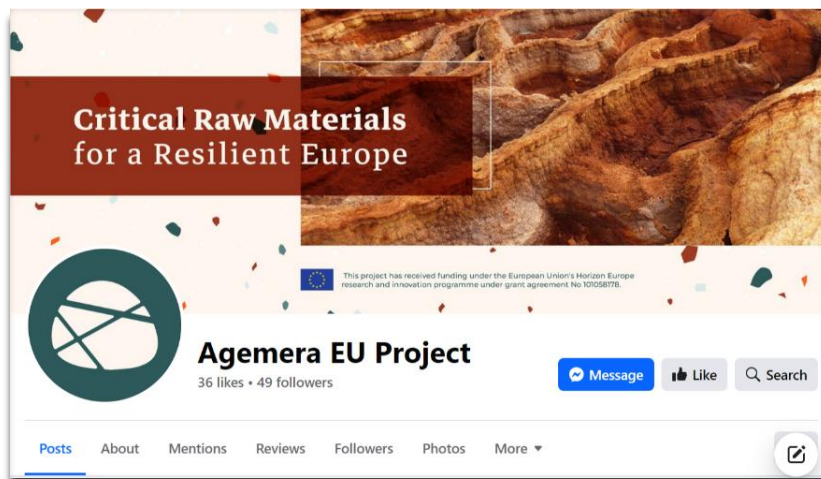 Critical Raw Materials
for a Resilient Europe
This project has received funding under the European Union's Horizon Europe
research and innovation programme under grant agreement No 101058178.
Agemera EU Project
36 likes • 49 followers
Message
Like
Search
Posts
About
Mentions
Reviews
Followers
Photos
More